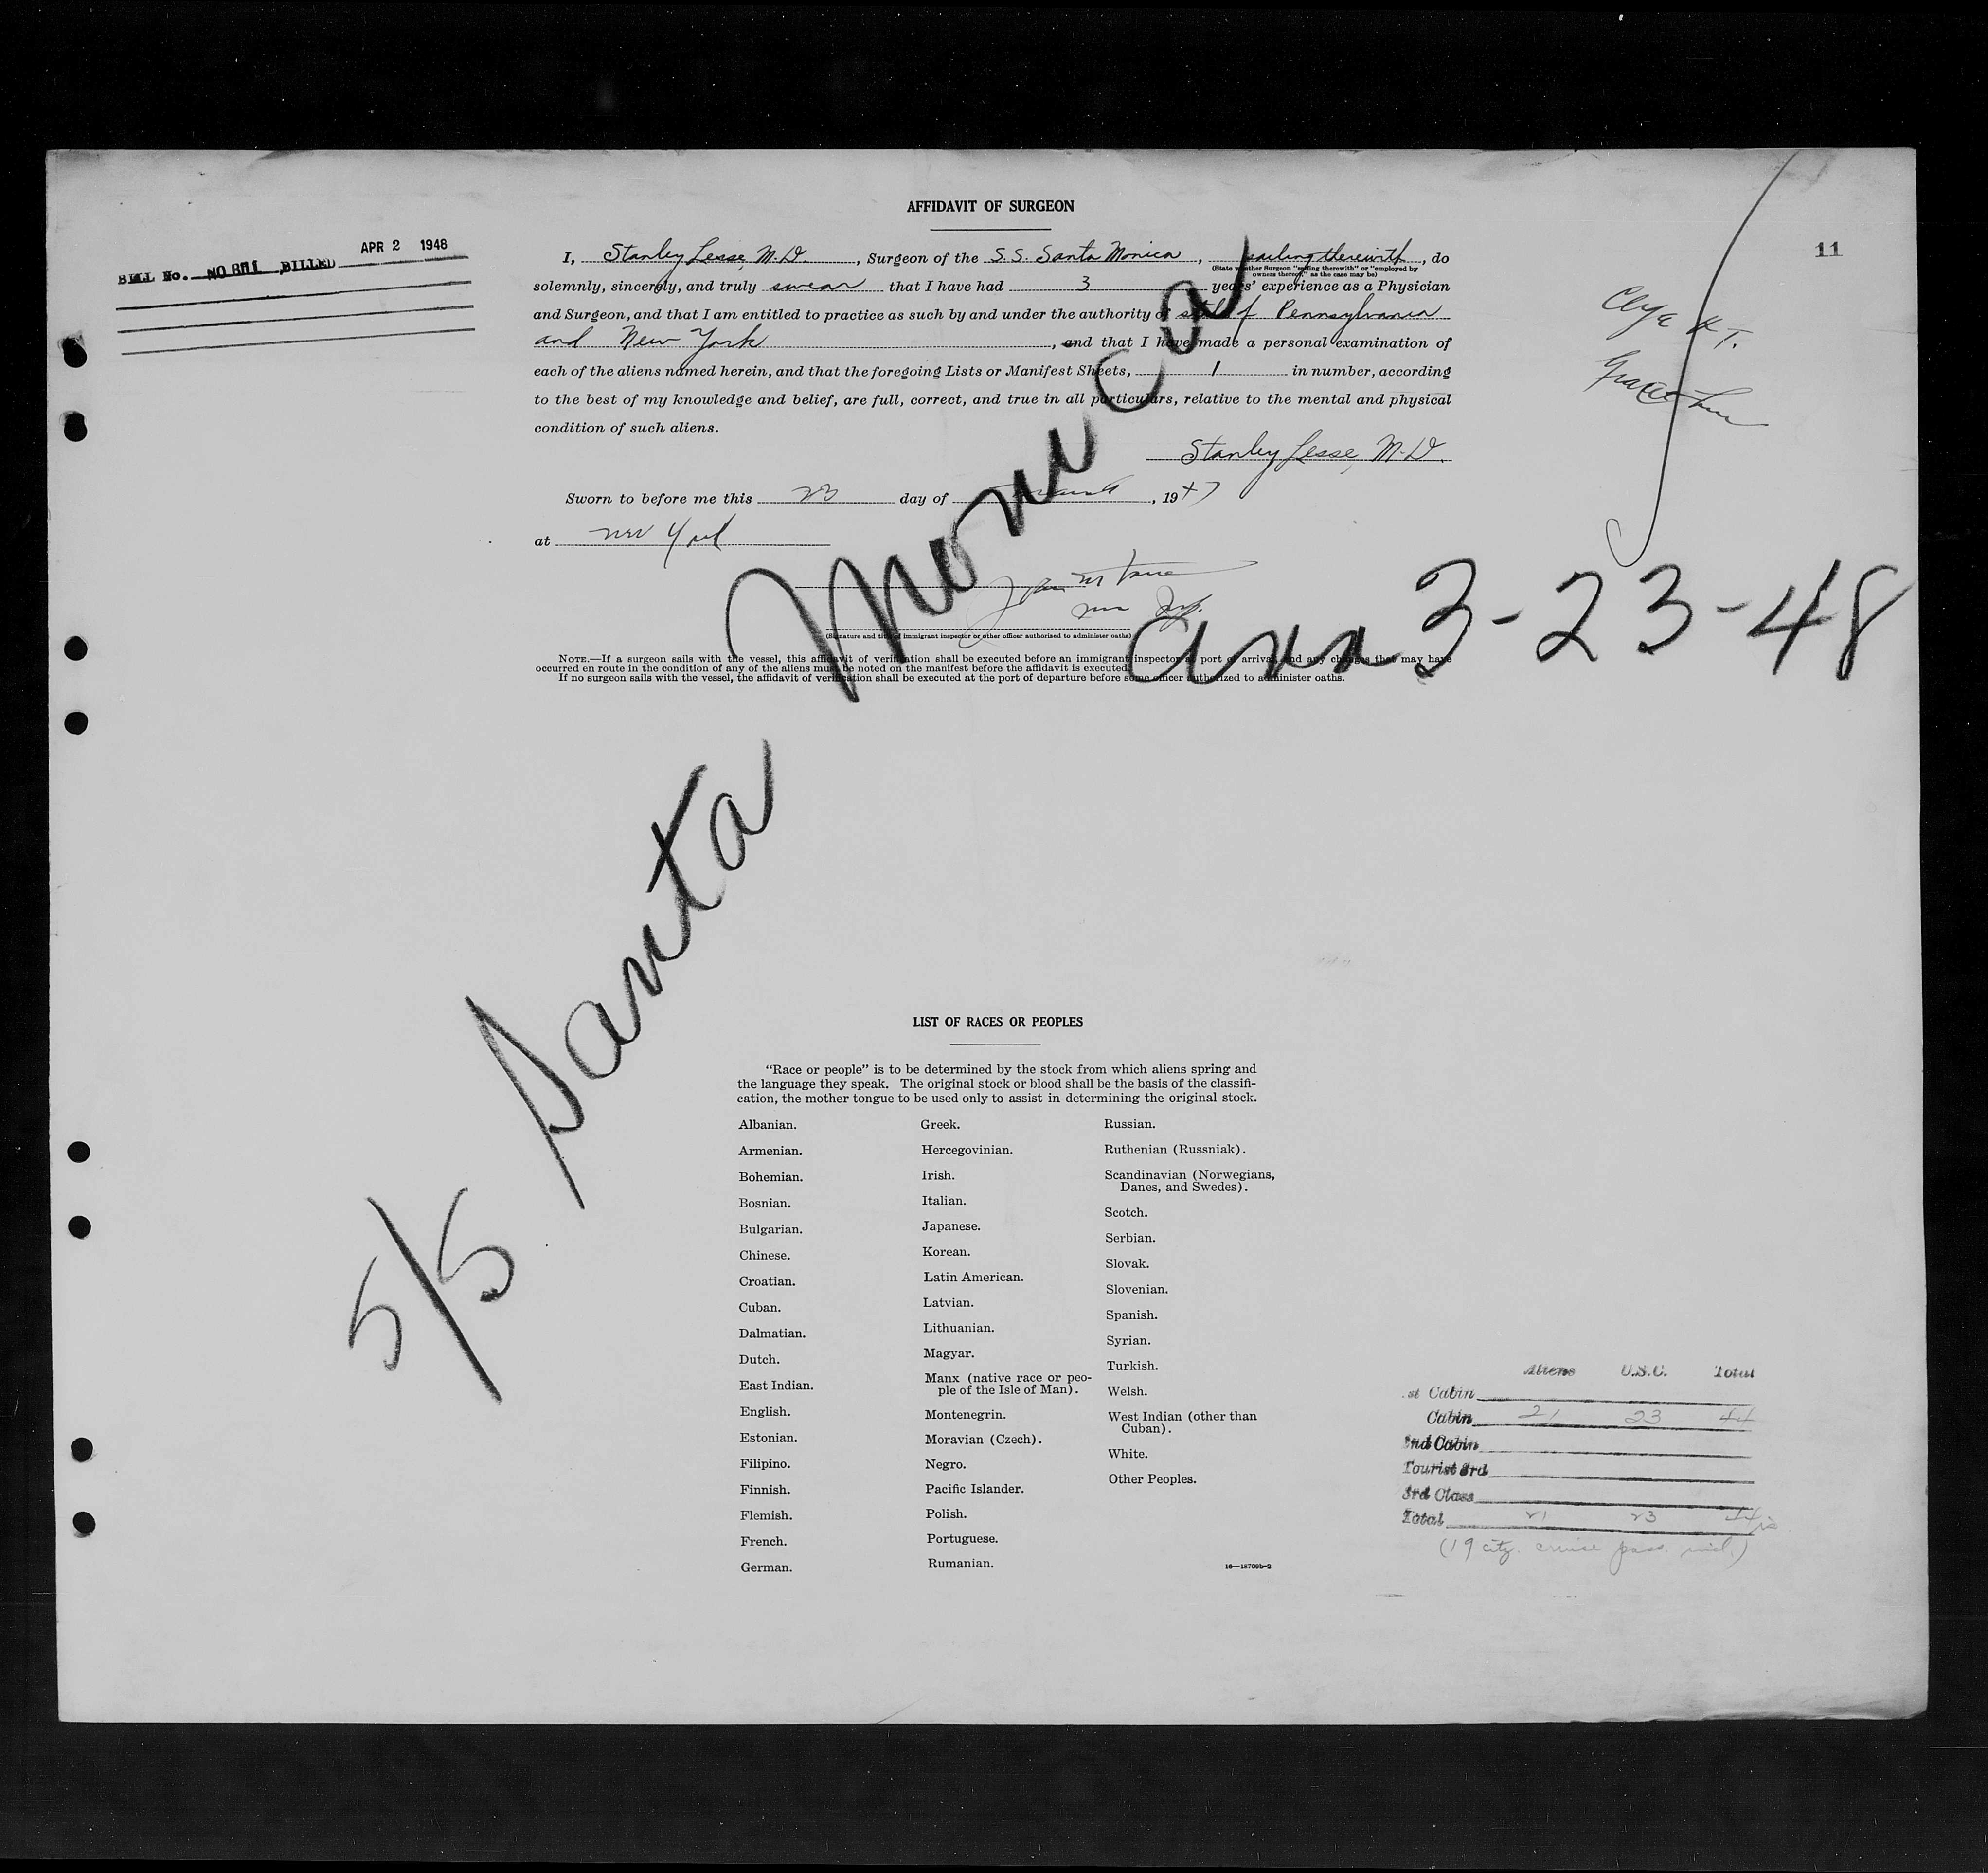 AFFIDAVIT OF SURGEON
APR 2 1948
BILL No. NO BILL BILLED
11
I, Stanley Lesse, M.D., Surgeon of the S.S. Santa Monica, sailing therewith, do
(State whether Surgeon "sailing therewith" or "employed by
owners thereof," as the case may be)
solemnly, sincerely, and truly swear that I have had 3 years' experience as a Physician
and Surgeon, and that I am entitled to practice as such by and under the authority of state of Pennsylvania
and New York, and that I have made a personal examination of
each of the aliens named herein, and that the foregoing Lists or Manifest Sheets, 1 in number, according
to the best of my knowledge and belief, are full, correct, and true in all particulars, relative to the mental and physical
condition of such aliens.
Stanley Lesse, M.D.
Sworn to before me this 23 day of , 1947
at New York
(Signature and title of immigrant inspector or other officer authorized to administer oaths)
NOTE.—If a surgeon sails with the vessel, this affidavit of verification shall be executed before an immigrant inspector at port of arrival, and any changes that may have
occurred en route in the condition of any of the aliens must be noted on the manifest before the affidavit is executed.
If no surgeon sails with the vessel, the affidavit of verification shall be executed at the port of departure before some officer authorized to administer oaths.
S/S Santa Monica
3-23-48
LIST OF RACES OR PEOPLES
"Race or people" is to be determined by the stock from which aliens spring and
the language they speak. The original stock or blood shall be the basis of the classifi-
cation, the mother tongue to be used only to assist in determining the original stock.
Albanian.
Armenian.
Bohemian.
Bosnian.
Bulgarian.
Chinese.
Croatian.
Cuban.
Dalmatian.
Dutch.
East Indian.
English.
Estonian.
Filipino.
Finnish.
Flemish.
French.
German.
Greek.
Hercegovinian.
Irish.
Italian.
Japanese.
Korean.
Latin American.
Latvian.
Lithuanian.
Magyar.
Manx (native race or peo-
ple of the Isle of Man).
Montenegrin.
Moravian (Czech).
Negro.
Pacific Islander.
Polish.
Portuguese.
Rumanian.
Russian.
Ruthenian (Russniak).
Scandinavian (Norwegians,
Danes, and Swedes).
Scotch.
Serbian.
Slovak.
Slovenian.
Spanish.
Syrian.
Turkish.
Welsh.
West Indian (other than
Cuban).
White.
Other Peoples.
16—18709b-2
Aliens U.S.C. Total
st Cabin
Cabin 21 23 44
2nd Cabin
Tourist 3rd
3rd Class
Total 21 23 44
(19 city. cruise pass. incl.)